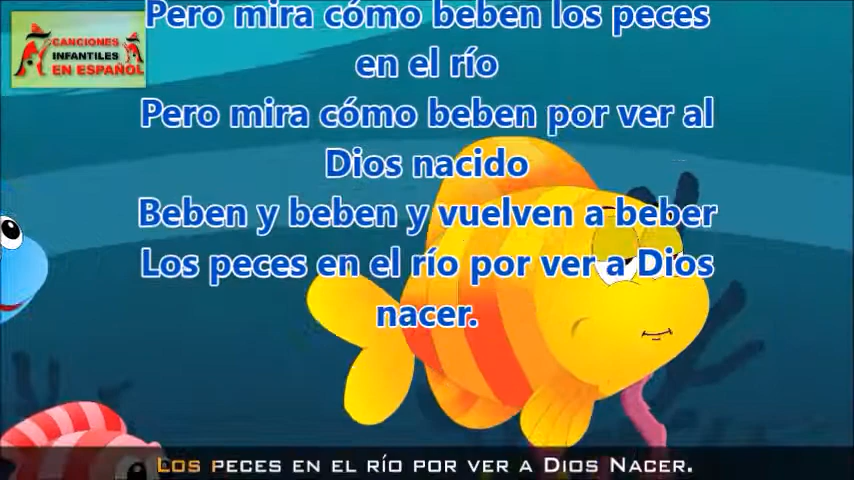 CANCIONES
INFANTILES
EN ESPAÑOL
Pero mira cómo beben los peces
en el río
Pero mira cómo beben por ver al
Dios nacido
Beben y beben y vuelven a beber
Los peces en el río por ver a Dios
nacer.
Los peces en el río por ver a Dios Nacer.